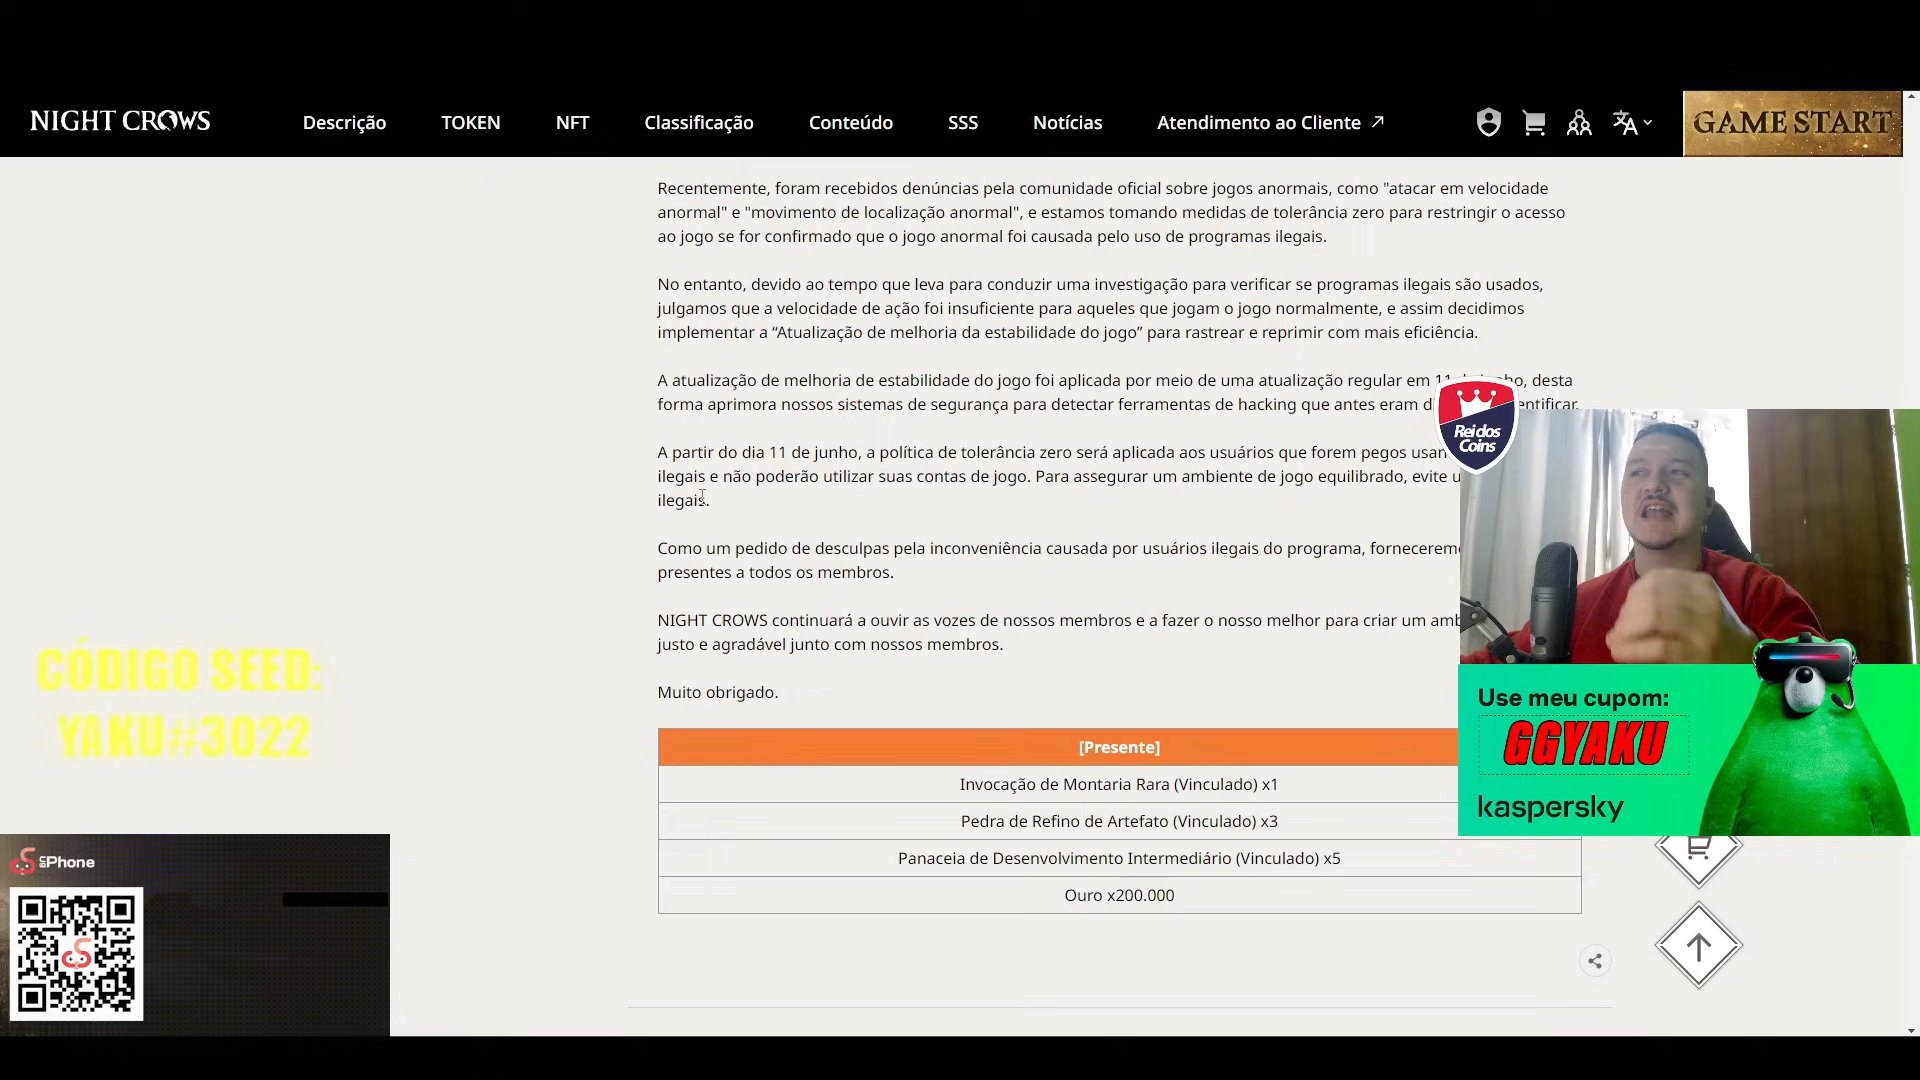 NIGHT CROWS
Descrição
TOKEN
NFT
Classificação
Conteúdo
SSS
Notícias
Atendimento ao Cliente
GAME START
Recentemente, foram recebidos denúncias pela comunidade oficial sobre jogos anormais, como "atacar em velocidade
anormal" e "movimento de localização anormal", e estamos tomando medidas de tolerância zero para restringir o acesso
ao jogo se for confirmado que o jogo anormal foi causada pelo uso de programas ilegais.
No entanto, devido ao tempo que leva para conduzir uma investigação para verificar se programas ilegais são usados,
julgamos que a velocidade de ação foi insuficiente para aqueles que jogam o jogo normalmente, e assim decidimos
implementar a “Atualização de melhoria da estabilidade do jogo” para rastrear e reprimir com mais eficiência.
A atualização de melhoria de estabilidade do jogo foi aplicada por meio de uma atualização regular em 11 de junho, desta
forma aprimora nossos sistemas de segurança para detectar ferramentas de hacking que antes eram
A partir do dia 11 de junho, a política de tolerância zero será aplicada aos usuários que forem pegos
ilegais e não poderão utilizar suas contas de jogo. Para assegurar um ambiente de jogo equilibrado, evite
ilegais.
Como um pedido de desculpas pela inconveniência causada por usuários ilegais do programa,
presentes a todos os membros.
NIGHT CROWS continuará a ouvir as vozes de nossos membros e a fazer o nosso melhor para criar um
justo e agradável junto com nossos membros.
Muito obrigado.
[Presente]
Invocação de Montaria Rara (Vinculado) x1
Pedra de Refino de Artefato (Vinculado) x3
Panaceia de Desenvolvimento Intermediário (Vinculado) x5
Ouro x200.000
Rei dos
Coins
Use meu cupom:
GGYAKU
kaspersky
CÓDIGO SEED:
YAKU#3022
Phone